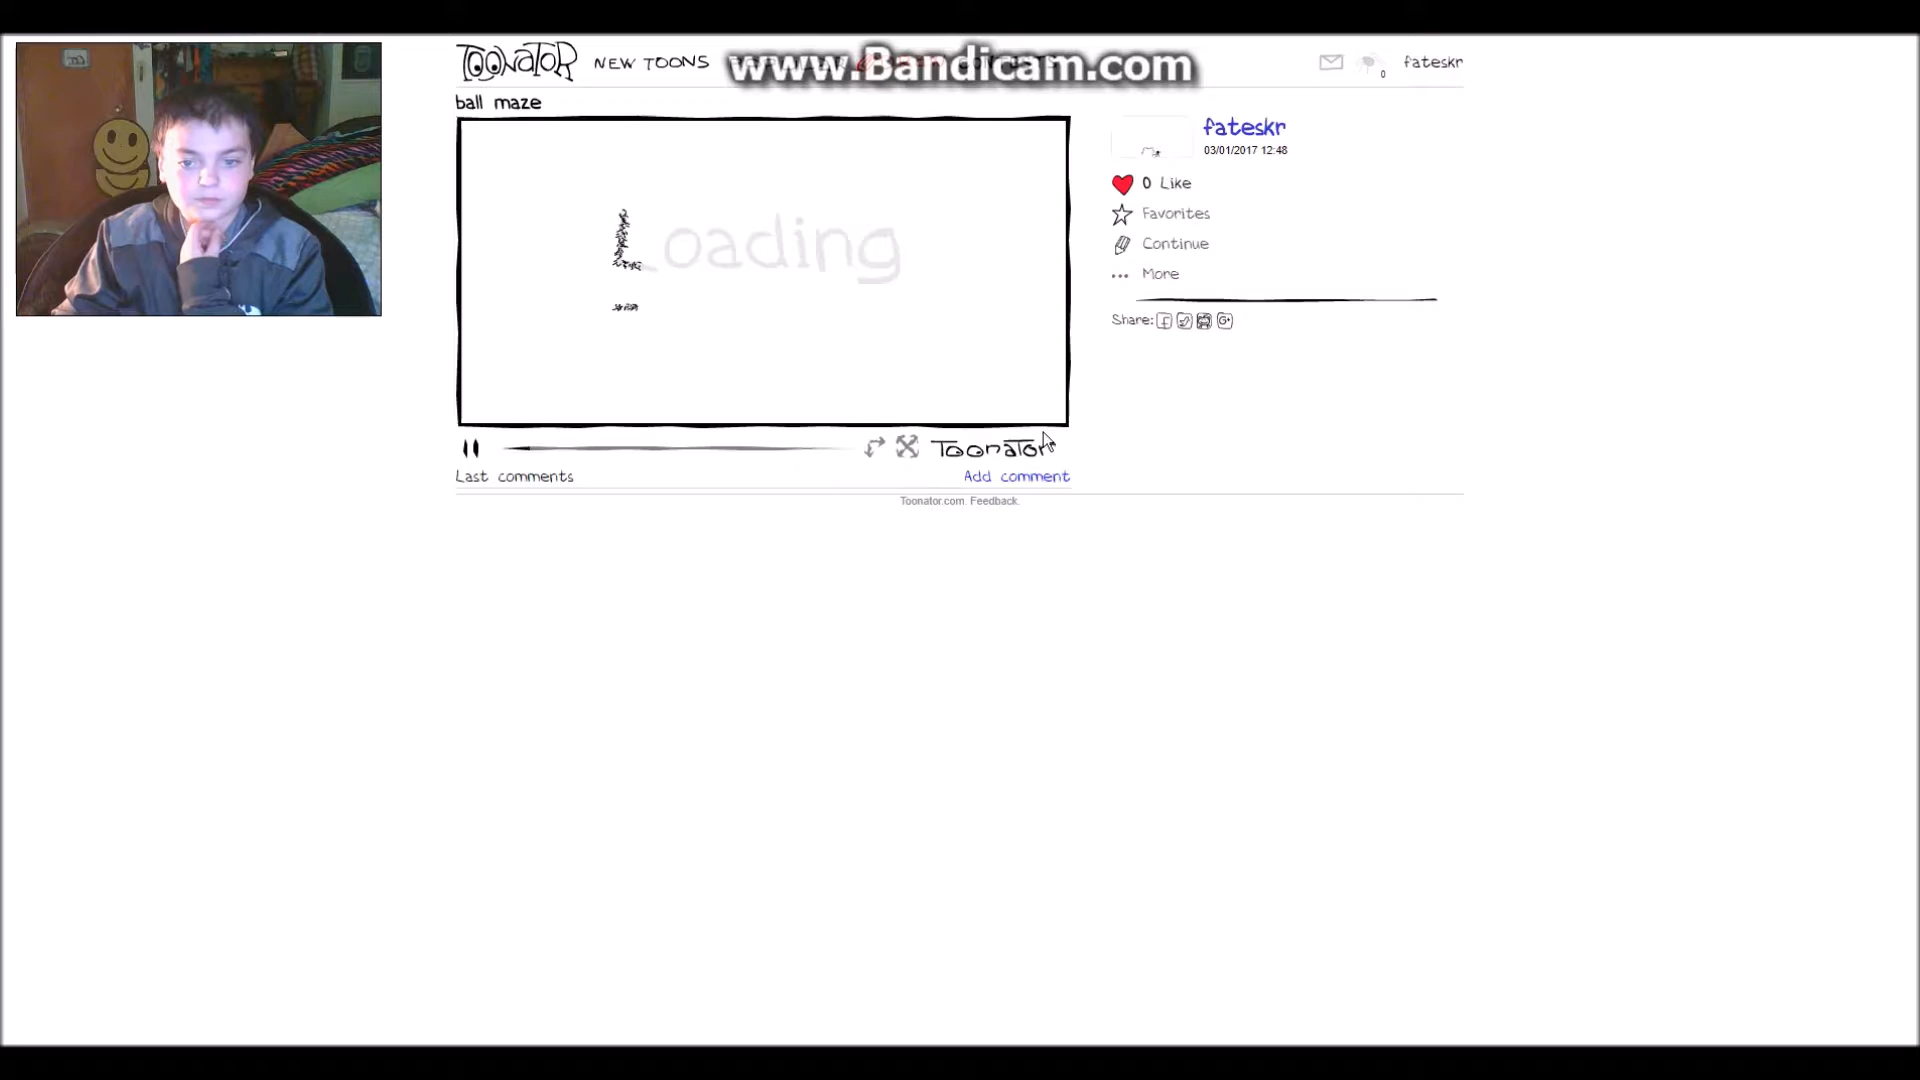 TOONATOR NEW TOONS www.Bandicam.com 0 fateskr
ball maze
fateskr
03/01/2017 12:48
0 Like
Favorites
Continue
... More
Share:
Loading
Toonator
Last comments Add comment
Toonator.com. Feedback.